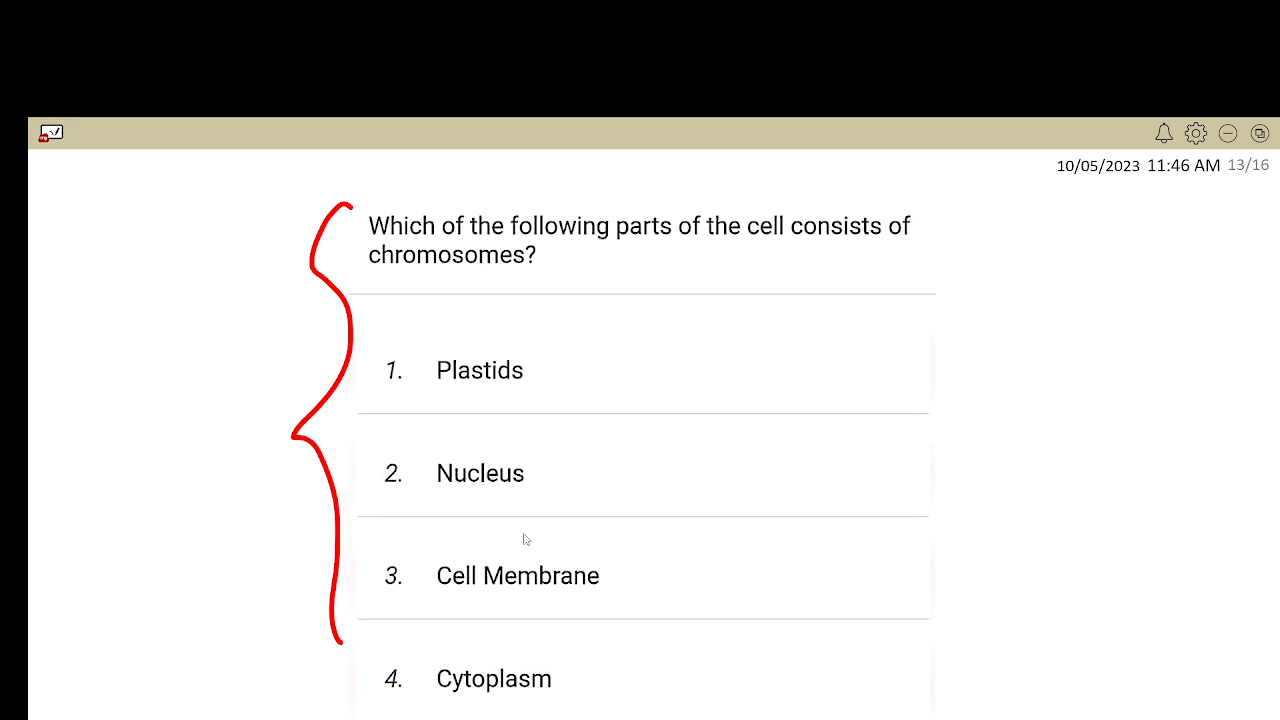 10/05/2023 11:46 AM 13/16
Which of the following parts of the cell consists of
chromosomes?
1. Plastids
2. Nucleus
3. Cell Membrane
4. Cytoplasm